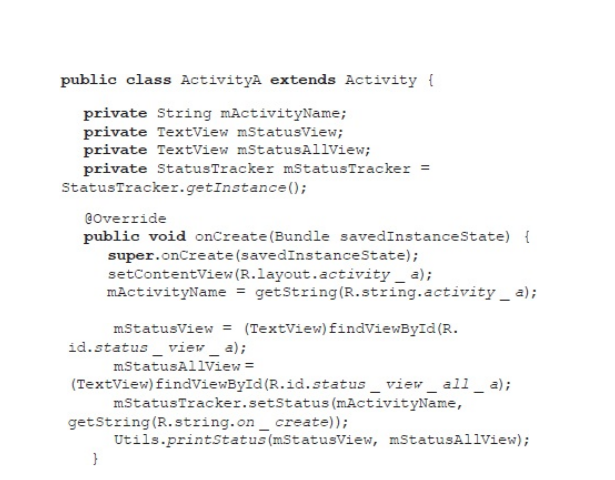 public class ActivityA extends Activity {
private String mActivityName;
private TextView mStatusView;
private TextView mStatusAllView;
private StatusTracker mStatusTracker =
StatusTracker.getInstance();
@Override
public void onCreate(Bundle savedInstanceState) {
super.onCreate(savedInstanceState);
setContentView(R.layout.activity _ a);
mActivityName = getString(R.string.activity _ a);
mStatusView = (TextView)findViewById(R.
id.status _ view _ a);
mStatusAllView =
(TextView)findViewById(R.id.status _ view _ all _ a);
mStatusTracker.setStatus(mActivityName,
getString(R.string.on _ create));
Utils.printStatus(mStatusView, mStatusAllView);
}